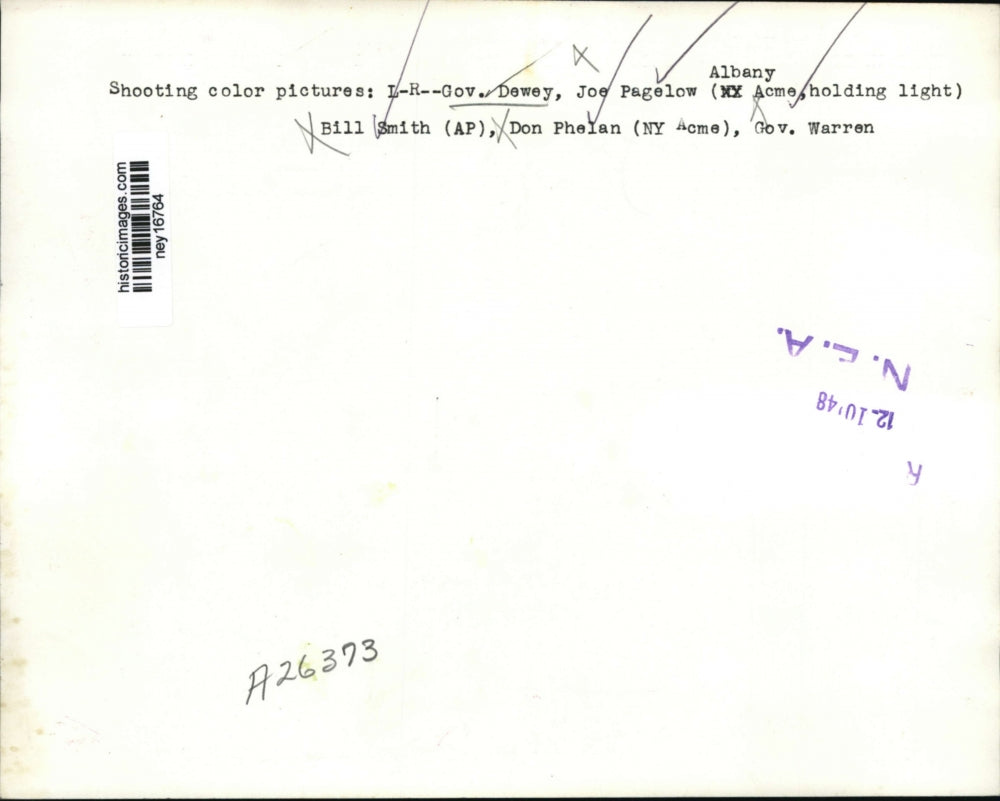 Albany
Shooting color pictures: L-R--Gov. Dewey, Joe Pagelow (NY Acme, holding light)
Bill Smith (AP), Don Phelan (NY Acme), Gov. Warren
historicimages.com
ney16764
N.E.A.
12-10'48
R
A26373